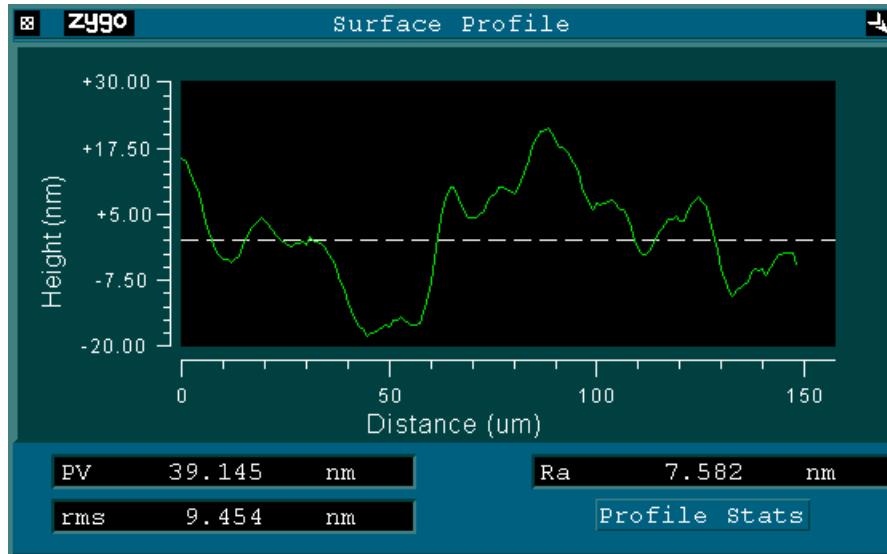 zygo Surface Profile
+30.00
+17.50
+5.00
-7.50
-20.00
Height (nm)
0 50 100 150
Distance (um)
PV 39.145 nm Ra 7.582 nm
rms 9.454 nm Profile Stats